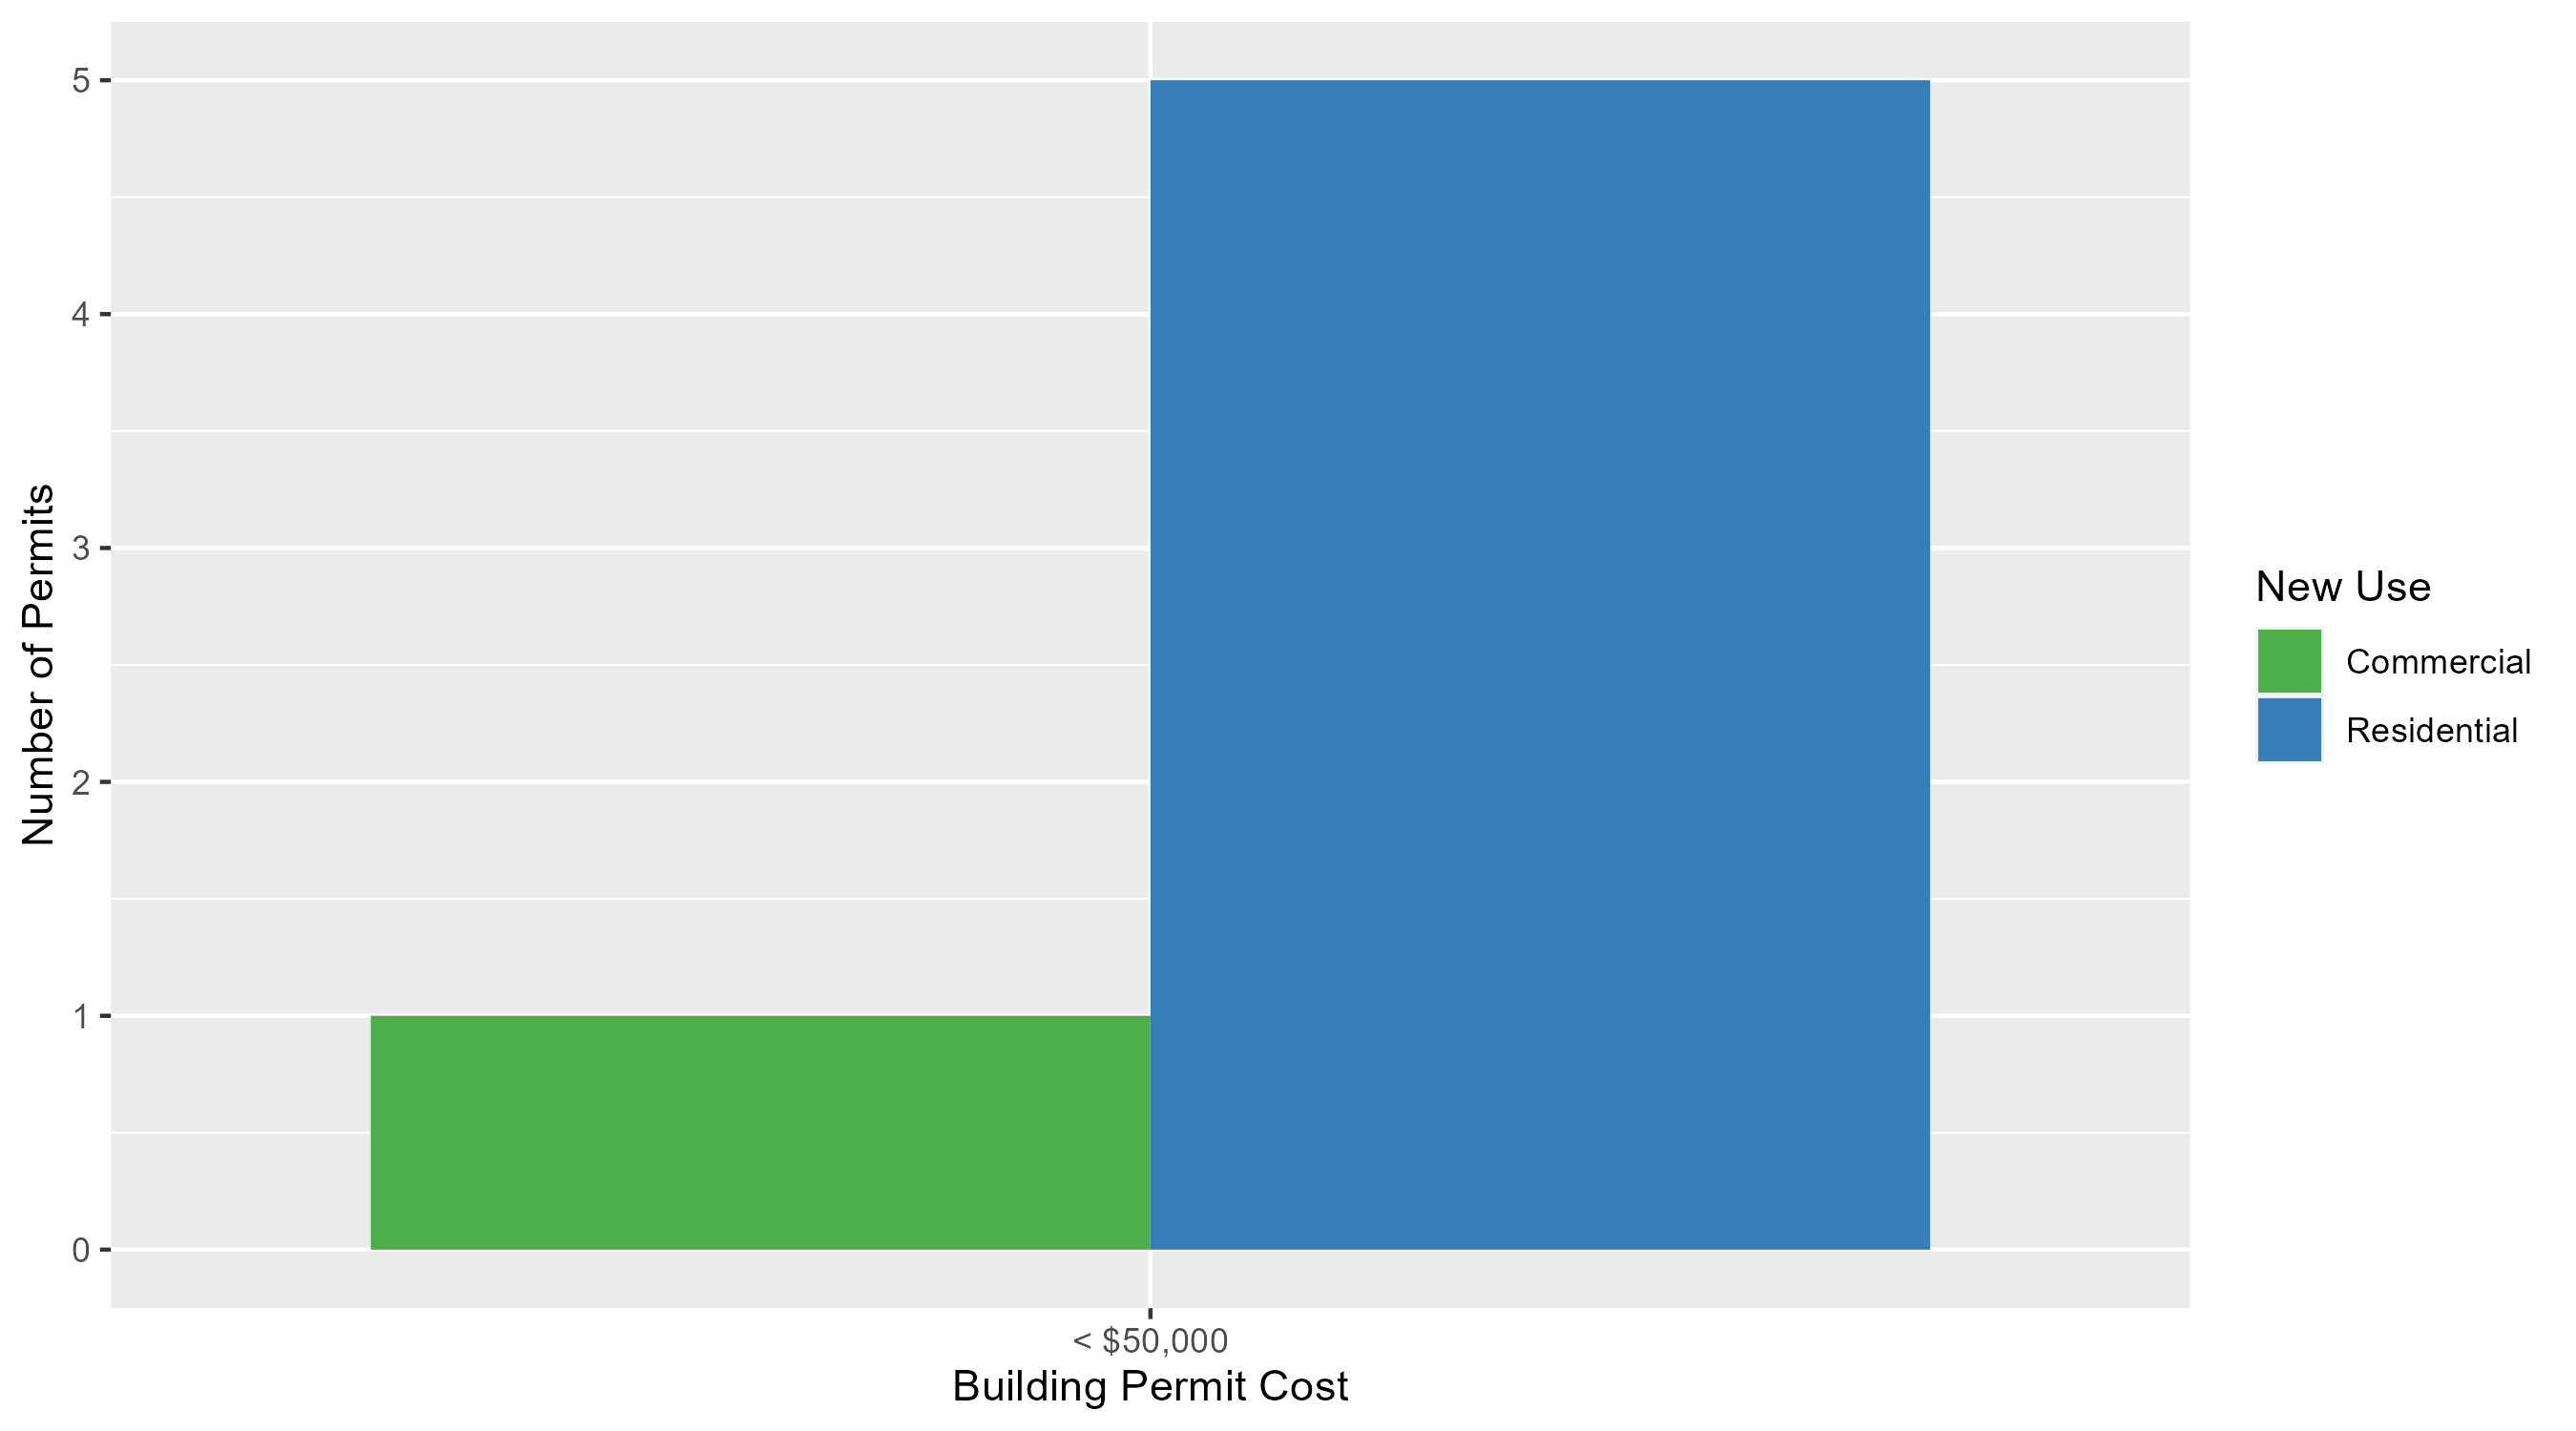 Number of Permits
5
4
3
2
1
0
< $50,000
Building Permit Cost
New Use
Commercial
Residential